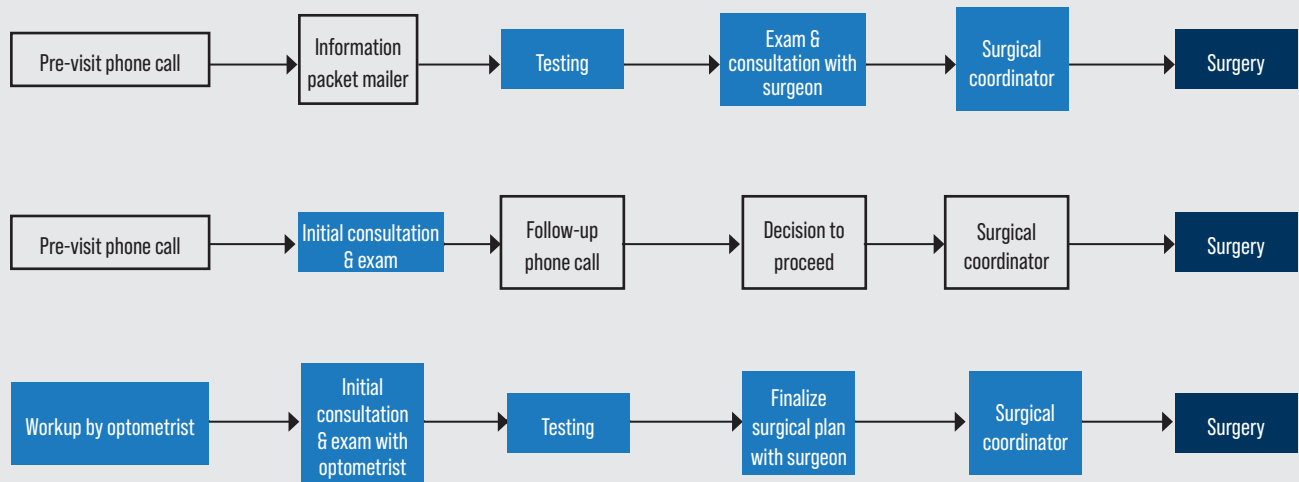 Pre-visit phone call
Information
packet mailer
Testing
Exam &
consultation with
surgeon
Surgical
coordinator
Surgery
Pre-visit phone call
Initial consultation
& exam
Follow-up
phone call
Decision to
proceed
Surgical
coordinator
Surgery
Workup by optometrist
Initial
consultation
& exam with
optometrist
Testing
Finalize
surgical plan
with surgeon
Surgical
coordinator
Surgery